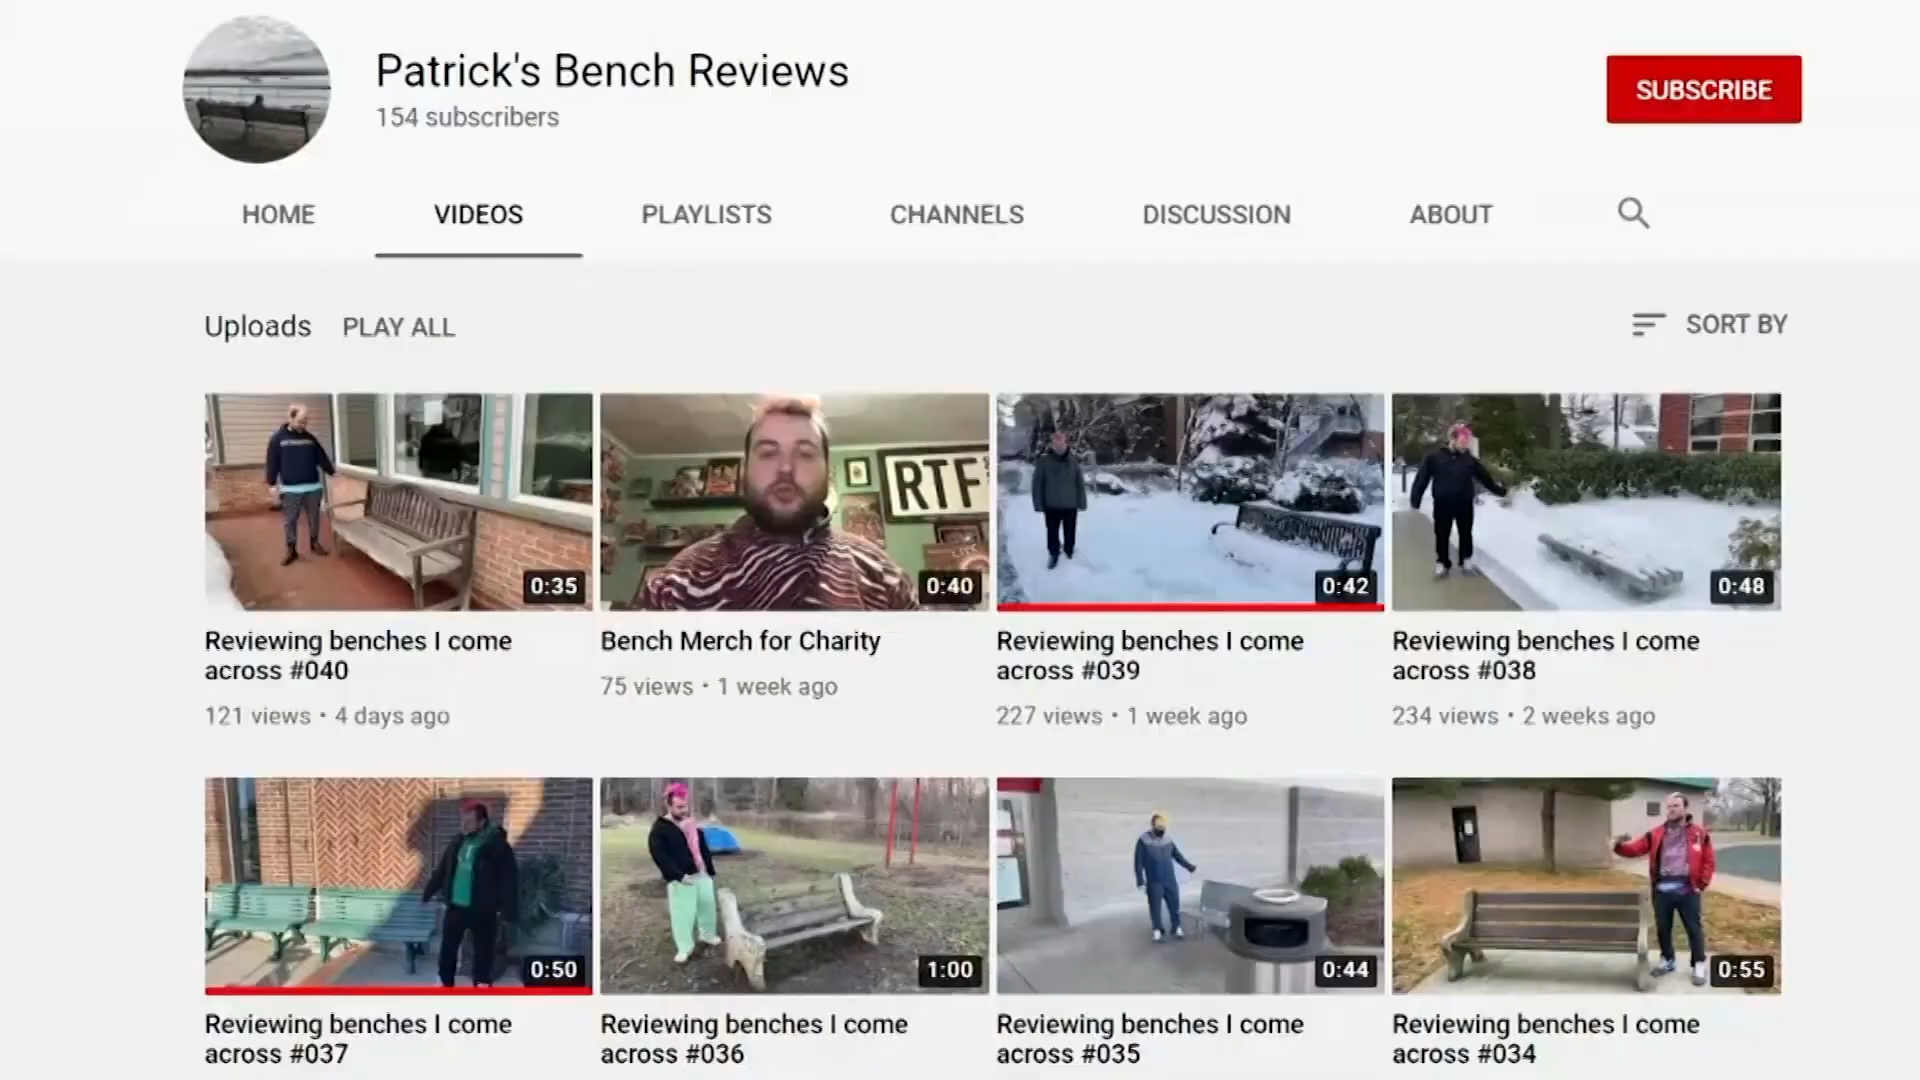 Patrick's Bench Reviews
154 subscribers
SUBSCRIBE
HOME
VIDEOS
PLAYLISTS
CHANNELS
DISCUSSION
ABOUT
Uploads
PLAY ALL
SORT BY
0:35
RTF
0:40
0:42
0:48
Reviewing benches I come
across #040
121 views • 4 days ago
Bench Merch for Charity
75 views • 1 week ago
Reviewing benches I come
across #039
227 views • 1 week ago
Reviewing benches I come
across #038
234 views • 2 weeks ago
0:50
1:00
0:44
0:55
Reviewing benches I come
across #037
Reviewing benches I come
across #036
Reviewing benches I come
across #035
Reviewing benches I come
across #034